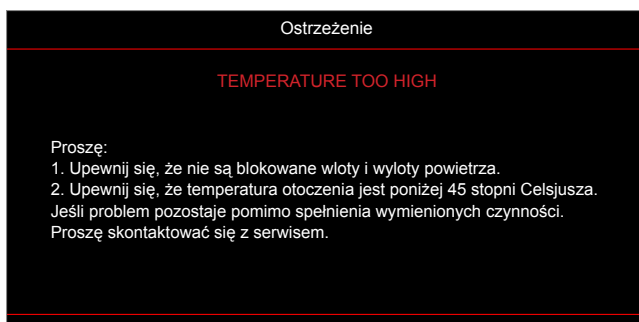 Ostrzeżenie
TEMPERATURE TOO HIGH
Proszę:
1. Upewnij się, że nie są blokowane wloty i wyloty powietrza.
2. Upewnij się, że temperatura otoczenia jest poniżej 45 stopni Celsjusza.
Jeśli problem pozostaje pomimo spełnienia wymienionych czynności.
Proszę skontaktować się z serwisem.